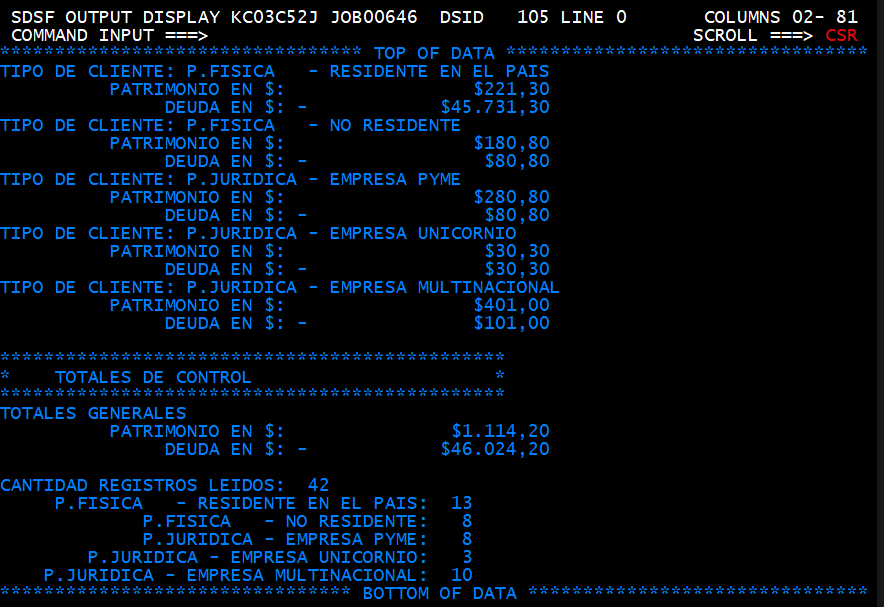 SDSF OUTPUT DISPLAY KC03C52J JOB00646  DSID   105 LINE 0       COLUMNS 02- 81
COMMAND INPUT ===>                                            SCROLL ===> CSR
********************************* TOP OF DATA *********************************
TIPO DE CLIENTE: P.FISICA   - RESIDENTE EN EL PAIS
          PATRIMONIO EN $:                 $221,30
               DEUDA EN $: -            $45.731,30
TIPO DE CLIENTE: P.FISICA   - NO RESIDENTE
          PATRIMONIO EN $:                 $180,80
               DEUDA EN $: -                $80,80
TIPO DE CLIENTE: P.JURIDICA - EMPRESA PYME
          PATRIMONIO EN $:                 $280,80
               DEUDA EN $: -                $80,80
TIPO DE CLIENTE: P.JURIDICA - EMPRESA UNICORNIO
          PATRIMONIO EN $:                  $30,30
               DEUDA EN $: -                $30,30
TIPO DE CLIENTE: P.JURIDICA - EMPRESA MULTINACIONAL
          PATRIMONIO EN $:                 $401,00
               DEUDA EN $: -               $101,00
**********************************************
*    TOTALES DE CONTROL                      *
**********************************************
TOTALES GENERALES
          PATRIMONIO EN $:               $1.114,20
               DEUDA EN $: -            $46.024,20
CANTIDAD REGISTROS LEIDOS:  42
     P.FISICA   - RESIDENTE EN EL PAIS:  13
             P.FISICA   - NO RESIDENTE:   8
             P.JURIDICA - EMPRESA PYME:   8
        P.JURIDICA - EMPRESA UNICORNIO:   3
    P.JURIDICA - EMPRESA MULTINACIONAL:  10
******************************** BOTTOM OF DATA *******************************